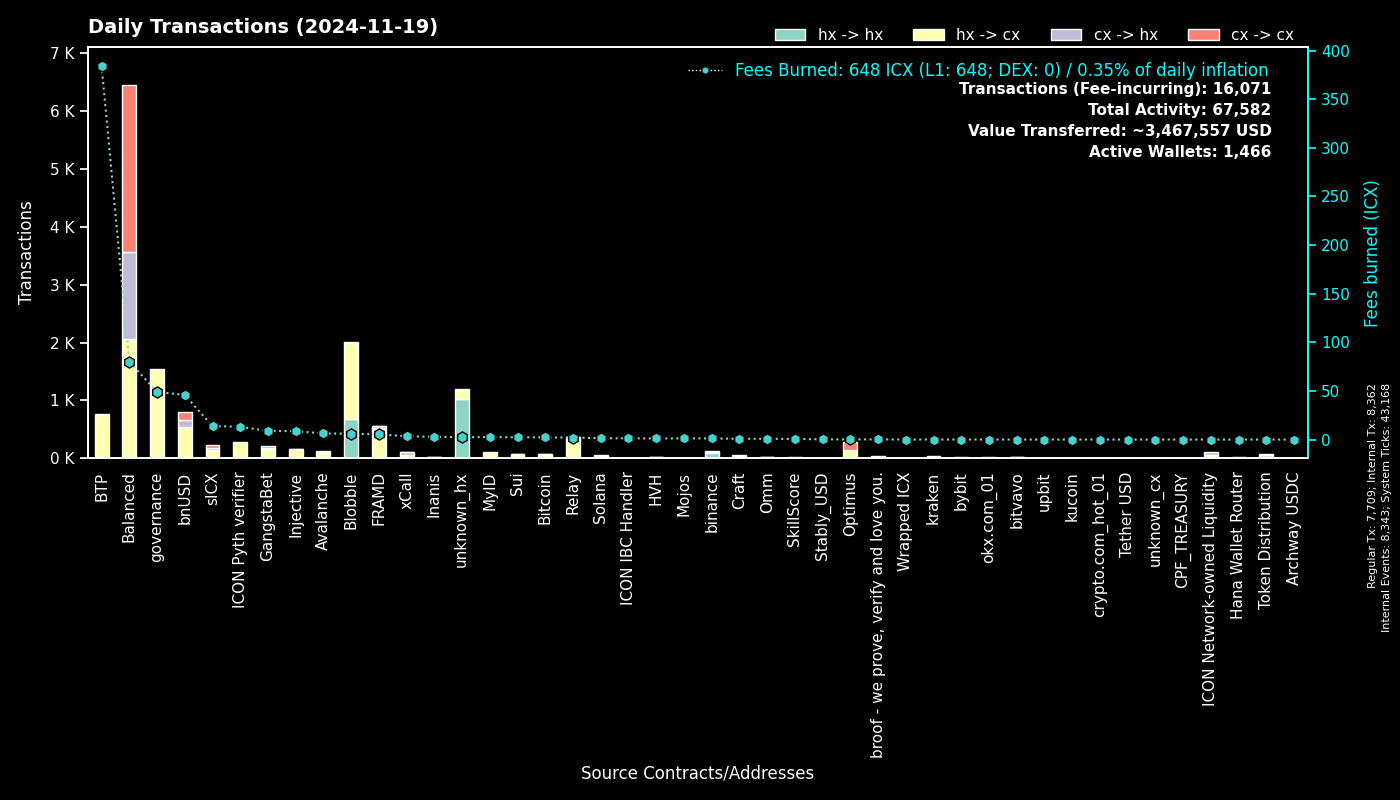 Daily Transactions (2024-11-19)
hx -> hx
hx -> cx
cx -> hx
cx -> cx
Fees Burned: 648 ICX (L1: 648; DEX: 0) / 0.35% of daily inflation
Transactions (Fee-incurring): 16,071
Total Activity: 67,582
Value Transferred: ~3,467,557 USD
Active Wallets: 1,466
Transactions
7 K
6 K
5 K
4 K
3 K
2 K
1 K
0 K
400
350
300
250
200
150
100
50
0
Fees burned (ICX)
Regular Tx: 7,709; Internal Tx: 8,362
Internal Events: 8,343; System Ticks: 43,168
BTP
Balanced
governance
bnUSD
sICX
ICON Pyth verifier
GangstaBet
Injective
Avalanche
Blobble
FRAMD
xCall
Inanis
unknown_hx
MyID
Sui
Bitcoin
Relay
Solana
ICON IBC Handler
HVH
Mojos
binance
Craft
Omm
SkillScore
Stably_USD
Optimus
broof - we prove, verify and love you.
Wrapped ICX
kraken
bybit
okx.com_01
bitvavo
upbit
kucoin
crypto.com_hot_01
Tether USD
unknown_cx
CPF_TREASURY
ICON Network-owned Liquidity
Hana Wallet Router
Token Distribution
Archway USDC
Source Contracts/Addresses